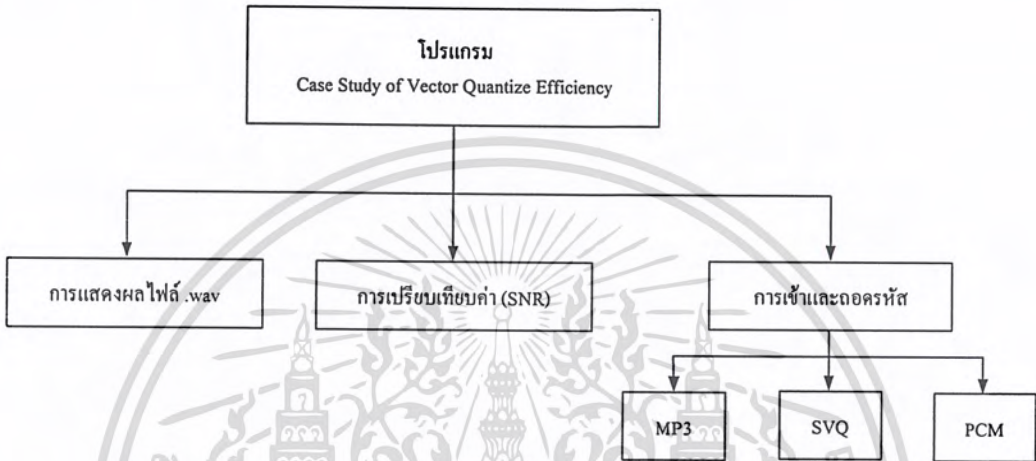 โปรแกรม
Case Study of Vector Quantize Efficiency
การแสดงผลไฟล์ .wav
การเปรียบเทียบค่า (SNR)
การเข้าและถอดรหัส
MP3
SVQ
PCM